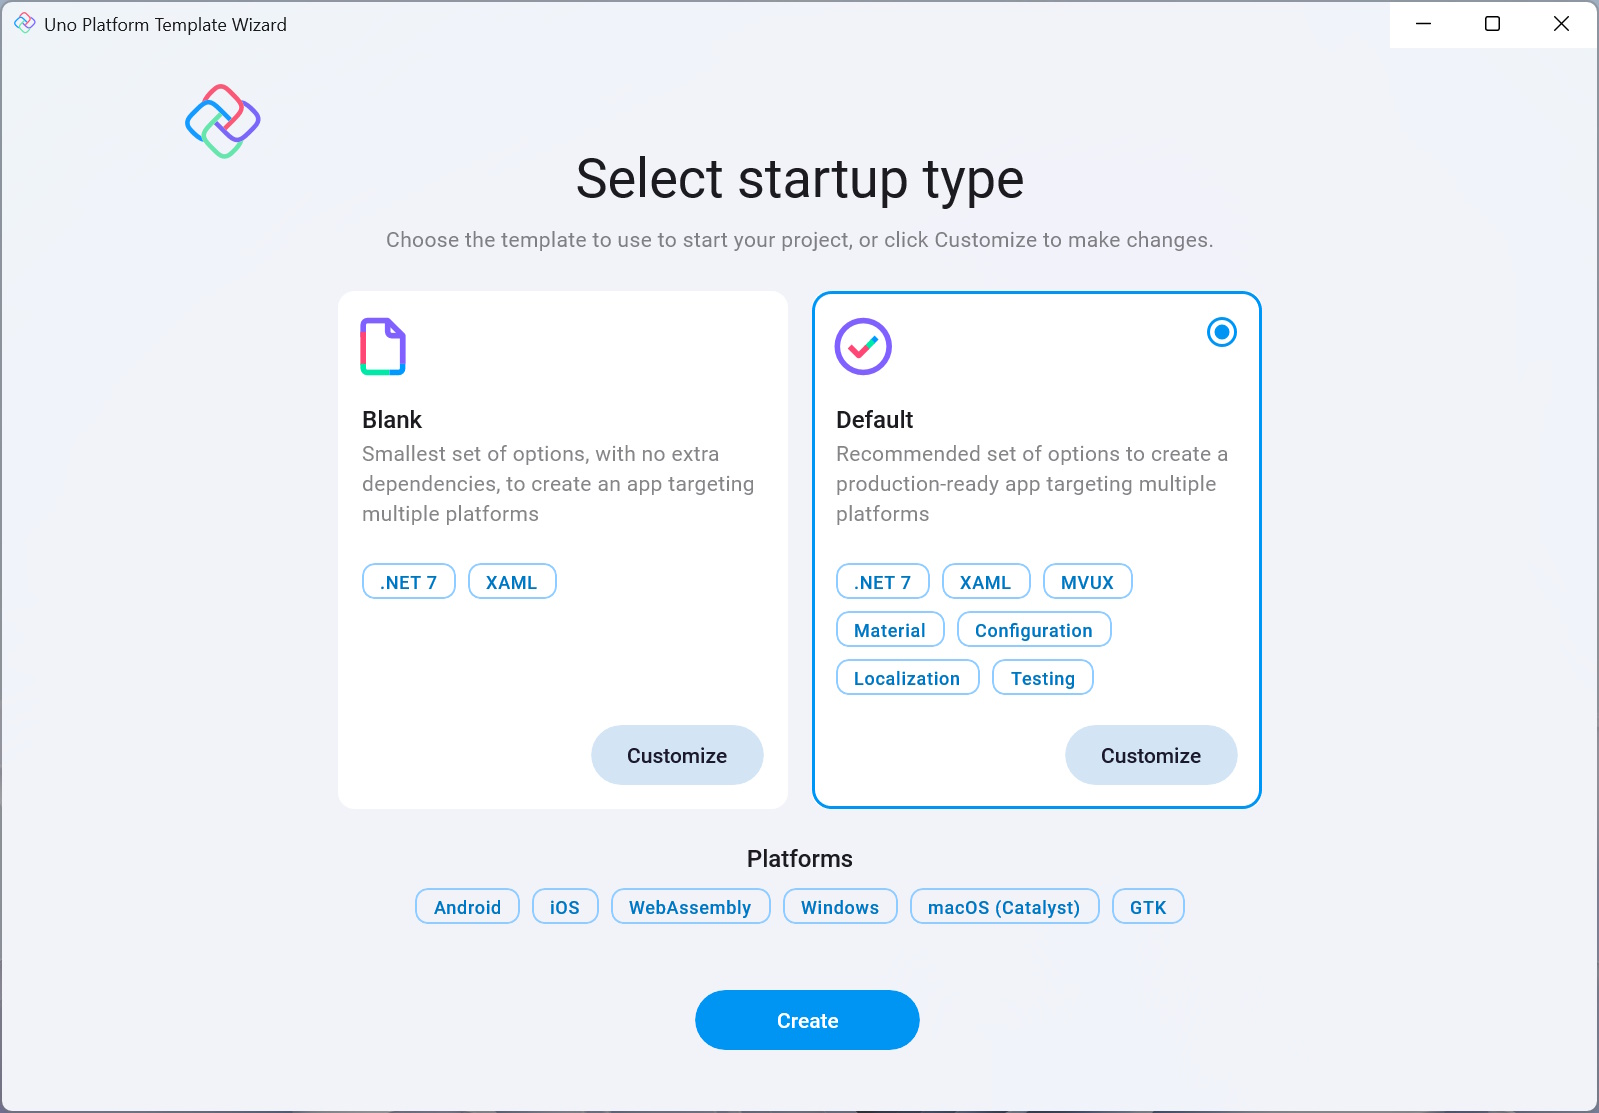 Uno Platform Template Wizard
Select startup type
Choose the template to use to start your project, or click Customize to make changes.
Blank
Smallest set of options, with no extra
dependencies, to create an app targeting
multiple platforms
.NET 7 XAML
Customize
Default
Recommended set of options to create a
production-ready app targeting multiple
platforms
.NET 7 XAML MVUX
Material Configuration
Localization Testing
Customize
Platforms
Android iOS WebAssembly Windows macOS (Catalyst) GTK
Create